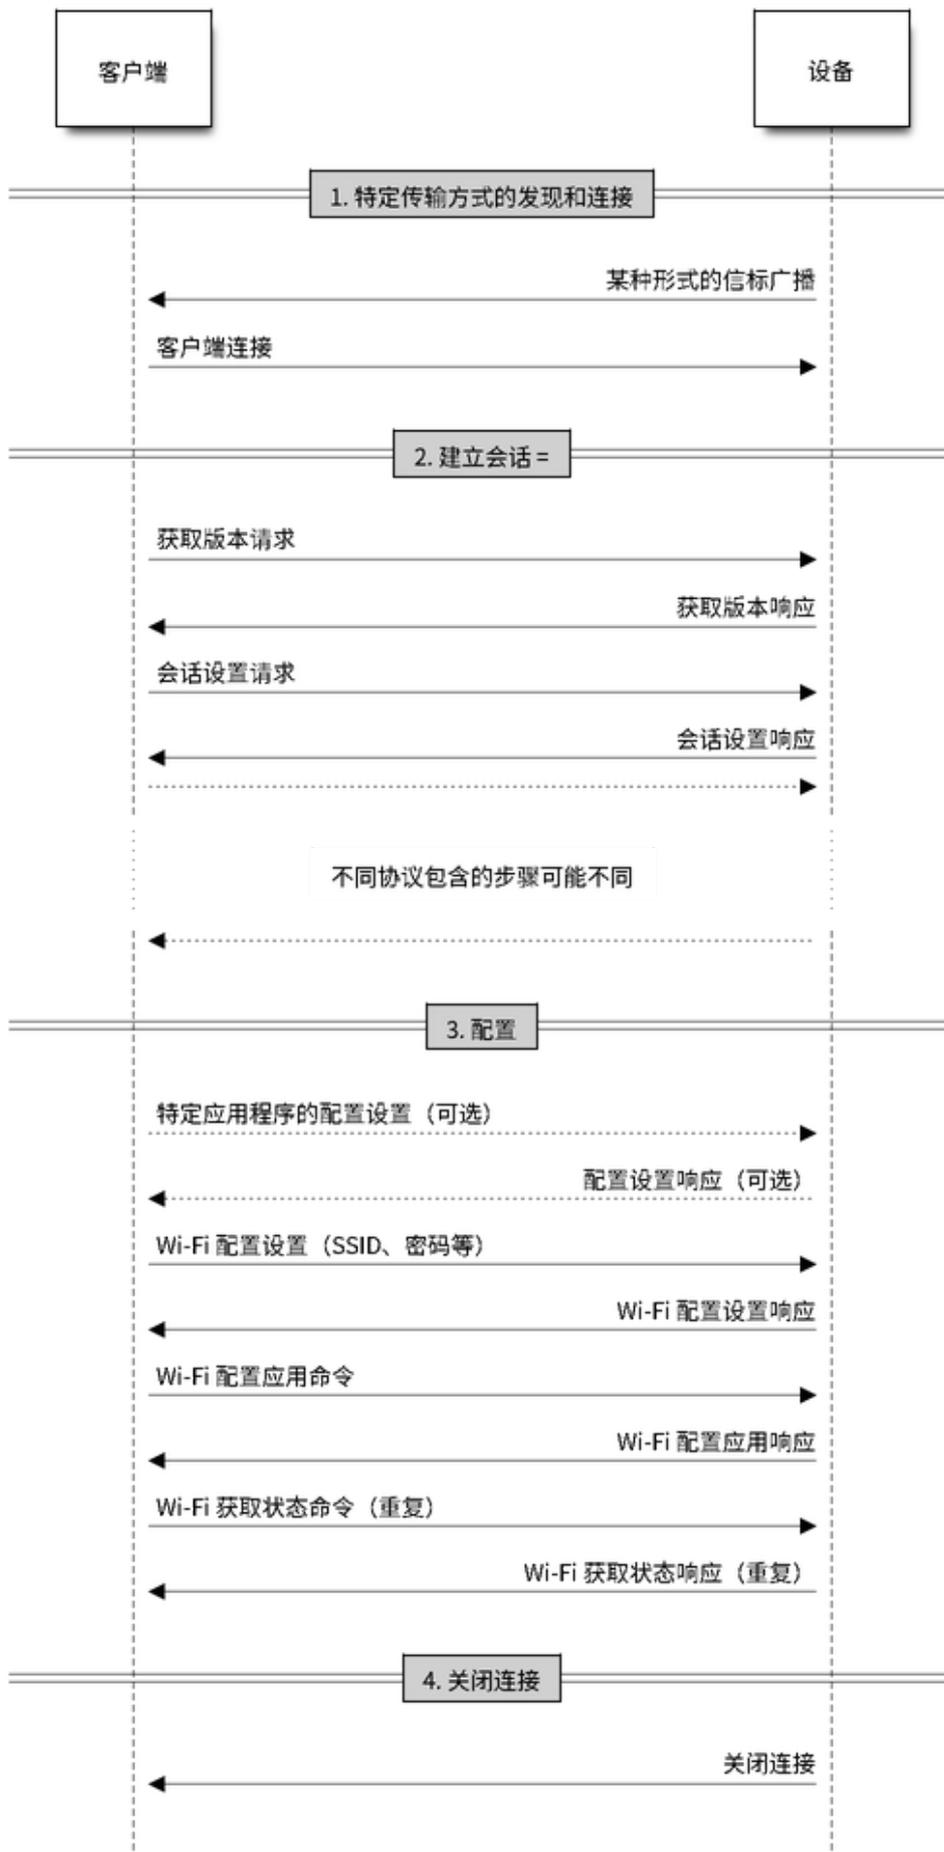 客户端
设备
1. 特定传输方式的发现和连接
某种形式的信标广播
客户端连接
2. 建立会话 =
获取版本请求
获取版本响应
会话设置请求
会话设置响应
不同协议包含的步骤可能不同
3. 配置
特定应用程序的配置设置（可选）
配置设置响应（可选）
Wi-Fi 配置设置（SSID、密码等）
Wi-Fi 配置设置响应
Wi-Fi 配置应用命令
Wi-Fi 配置应用响应
Wi-Fi 获取状态命令（重复）
Wi-Fi 获取状态响应（重复）
4. 关闭连接
关闭连接